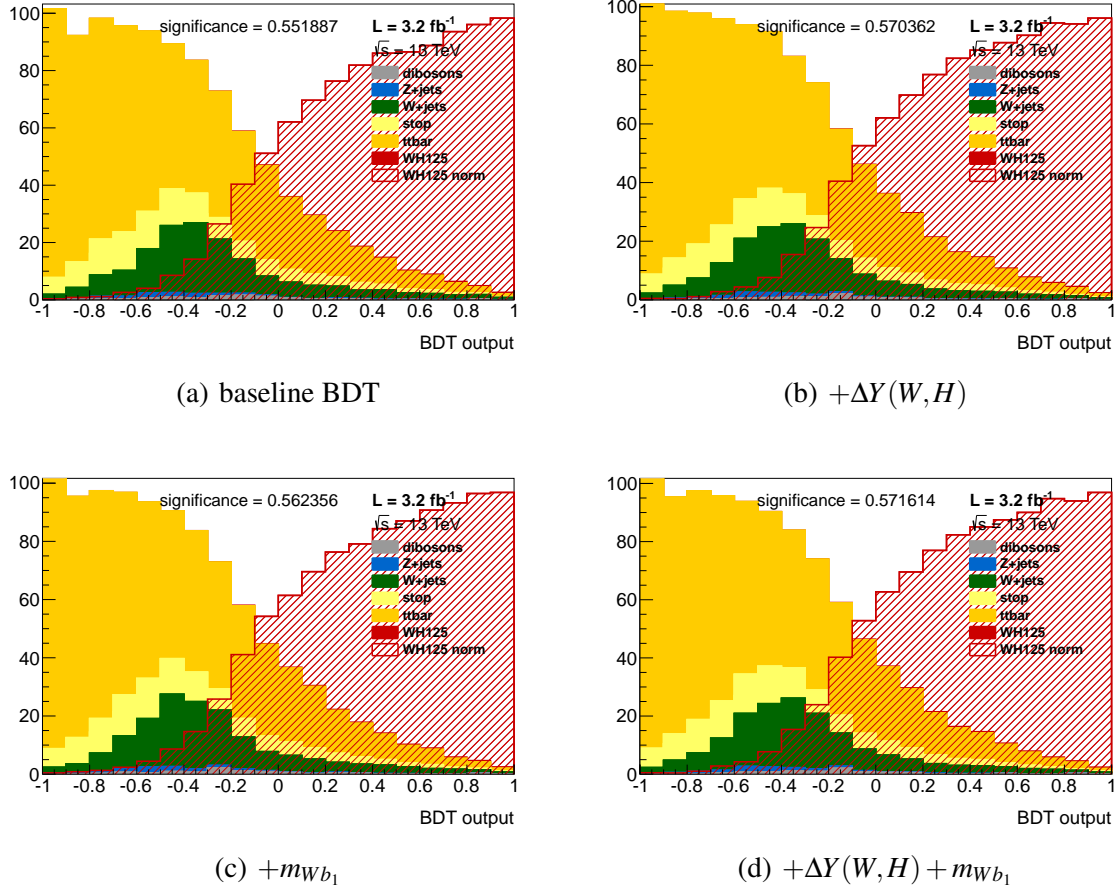 significance = 0.551887
L = 3.2 fb⁻¹
√s = 13 TeV
dibosons
Z+jets
W+jets
stop
ttbar
WH125
WH125 norm
100
80
60
40
20
0
-1 -0.8 -0.6 -0.4 -0.2 0 0.2 0.4 0.6 0.8 1
BDT output
(a) baseline BDT
significance = 0.570362
L = 3.2 fb⁻¹
√s = 13 TeV
dibosons
Z+jets
W+jets
stop
ttbar
WH125
WH125 norm
100
80
60
40
20
0
-1 -0.8 -0.6 -0.4 -0.2 0 0.2 0.4 0.6 0.8 1
BDT output
(b) +ΔY(W,H)
significance = 0.562356
L = 3.2 fb⁻¹
√s = 13 TeV
dibosons
Z+jets
W+jets
stop
ttbar
WH125
WH125 norm
100
80
60
40
20
0
-1 -0.8 -0.6 -0.4 -0.2 0 0.2 0.4 0.6 0.8 1
BDT output
(c) +m_{Wb₁}
significance = 0.571614
L = 3.2 fb⁻¹
√s = 13 TeV
dibosons
Z+jets
W+jets
stop
ttbar
WH125
WH125 norm
100
80
60
40
20
0
-1 -0.8 -0.6 -0.4 -0.2 0 0.2 0.4 0.6 0.8 1
BDT output
(d) +ΔY(W,H) + m_{Wb₁}